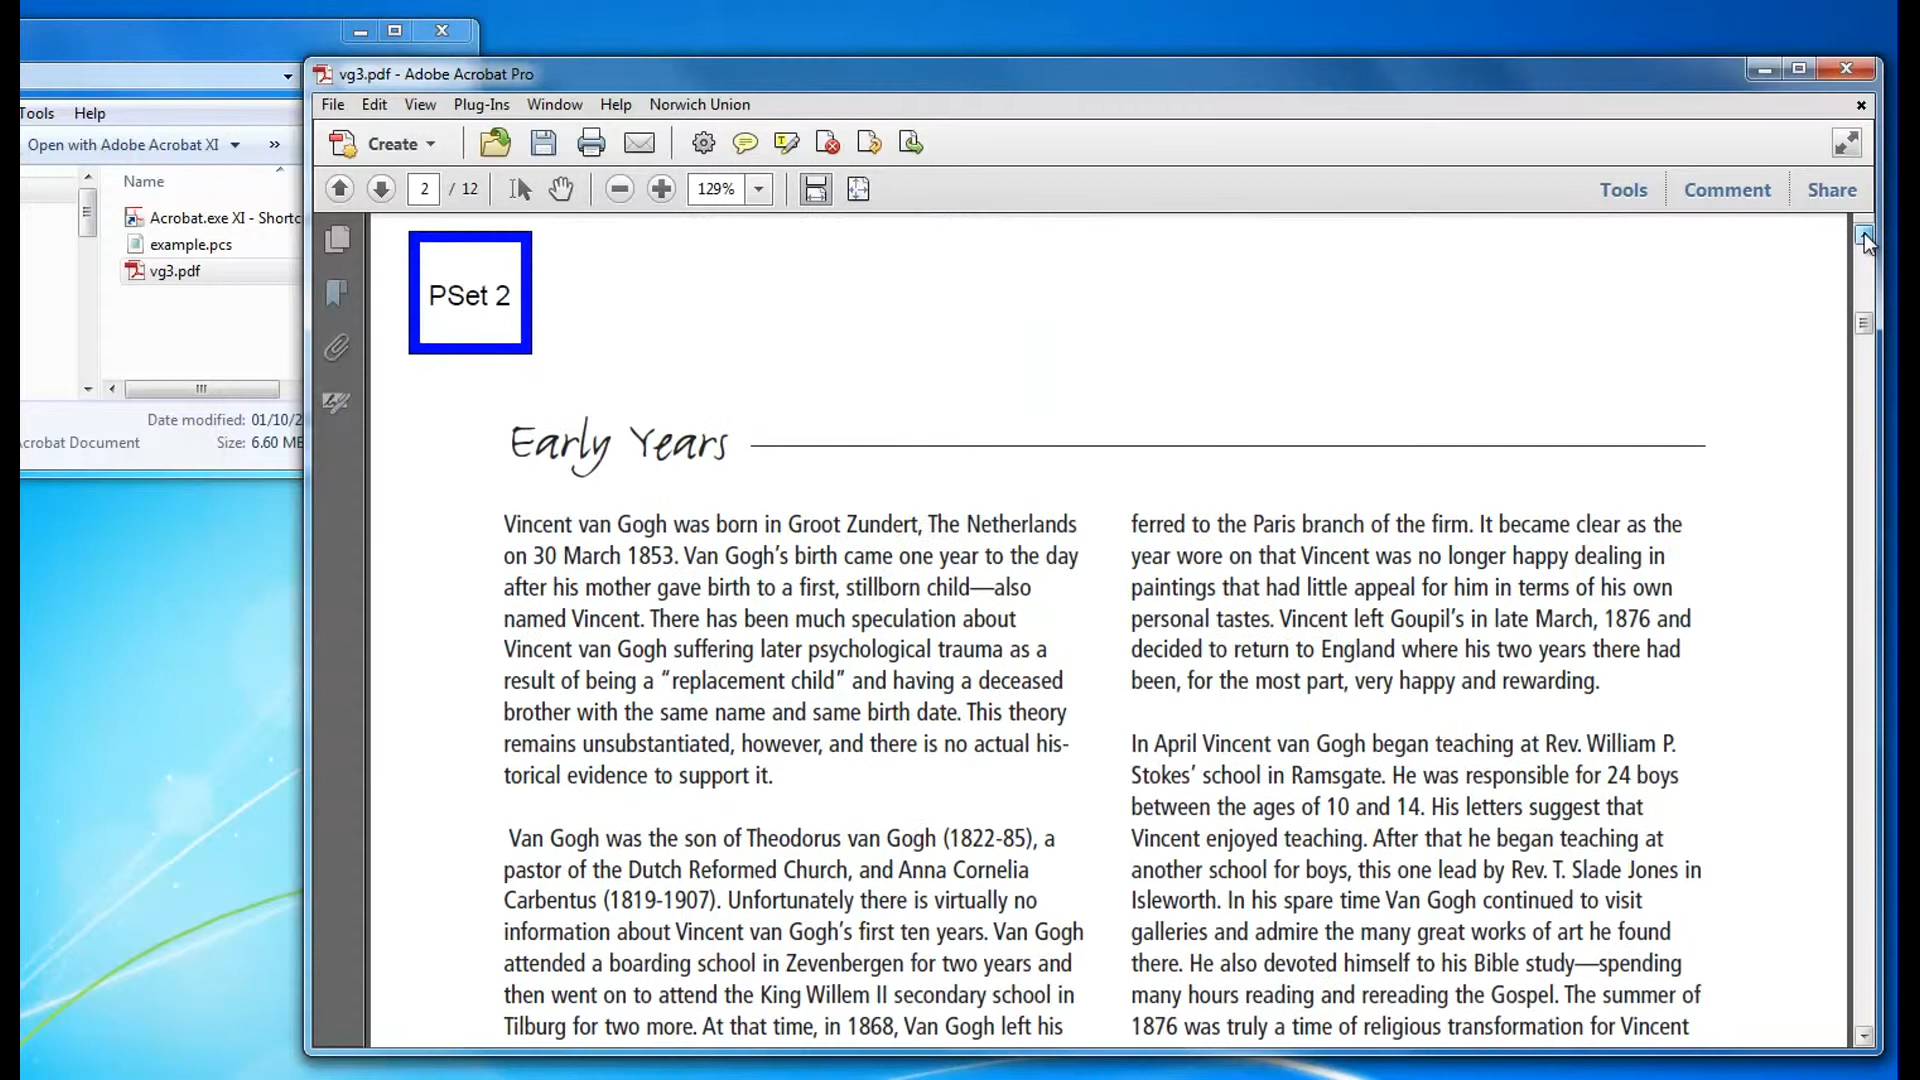 Tools Help
Open with Adobe Acrobat XI »
Name
Acrobat.exe XI - Shortc
example.pcs
vg3.pdf
Date modified: 01/10/2
crobat Document Size: 6.60 MB
vg3.pdf - Adobe Acrobat Pro
File Edit View Plug-Ins Window Help Norwich Union
Create
2 / 12 129% Tools Comment Share
PSet 2
Early Years
Vincent van Gogh was born in Groot Zundert, The Netherlands
on 30 March 1853. Van Gogh’s birth came one year to the day
after his mother gave birth to a first, stillborn child—also
named Vincent. There has been much speculation about
Vincent van Gogh suffering later psychological trauma as a
result of being a “replacement child” and having a deceased
brother with the same name and same birth date. This theory
remains unsubstantiated, however, and there is no actual his-
torical evidence to support it.
Van Gogh was the son of Theodorus van Gogh (1822-85), a
pastor of the Dutch Reformed Church, and Anna Cornelia
Carbentus (1819-1907). Unfortunately there is virtually no
information about Vincent van Gogh’s first ten years. Van Gogh
attended a boarding school in Zevenbergen for two years and
then went on to attend the King Willem II secondary school in
Tilburg for two more. At that time, in 1868, Van Gogh left his
ferred to the Paris branch of the firm. It became clear as the
year wore on that Vincent was no longer happy dealing in
paintings that had little appeal for him in terms of his own
personal tastes. Vincent left Goupil’s in late March, 1876 and
decided to return to England where his two years there had
been, for the most part, very happy and rewarding.
In April Vincent van Gogh began teaching at Rev. William P.
Stokes’ school in Ramsgate. He was responsible for 24 boys
between the ages of 10 and 14. His letters suggest that
Vincent enjoyed teaching. After that he began teaching at
another school for boys, this one lead by Rev. T. Slade Jones in
Isleworth. In his spare time Van Gogh continued to visit
galleries and admire the many great works of art he found
there. He also devoted himself to his Bible study—spending
many hours reading and rereading the Gospel. The summer of
1876 was truly a time of religious transformation for Vincent